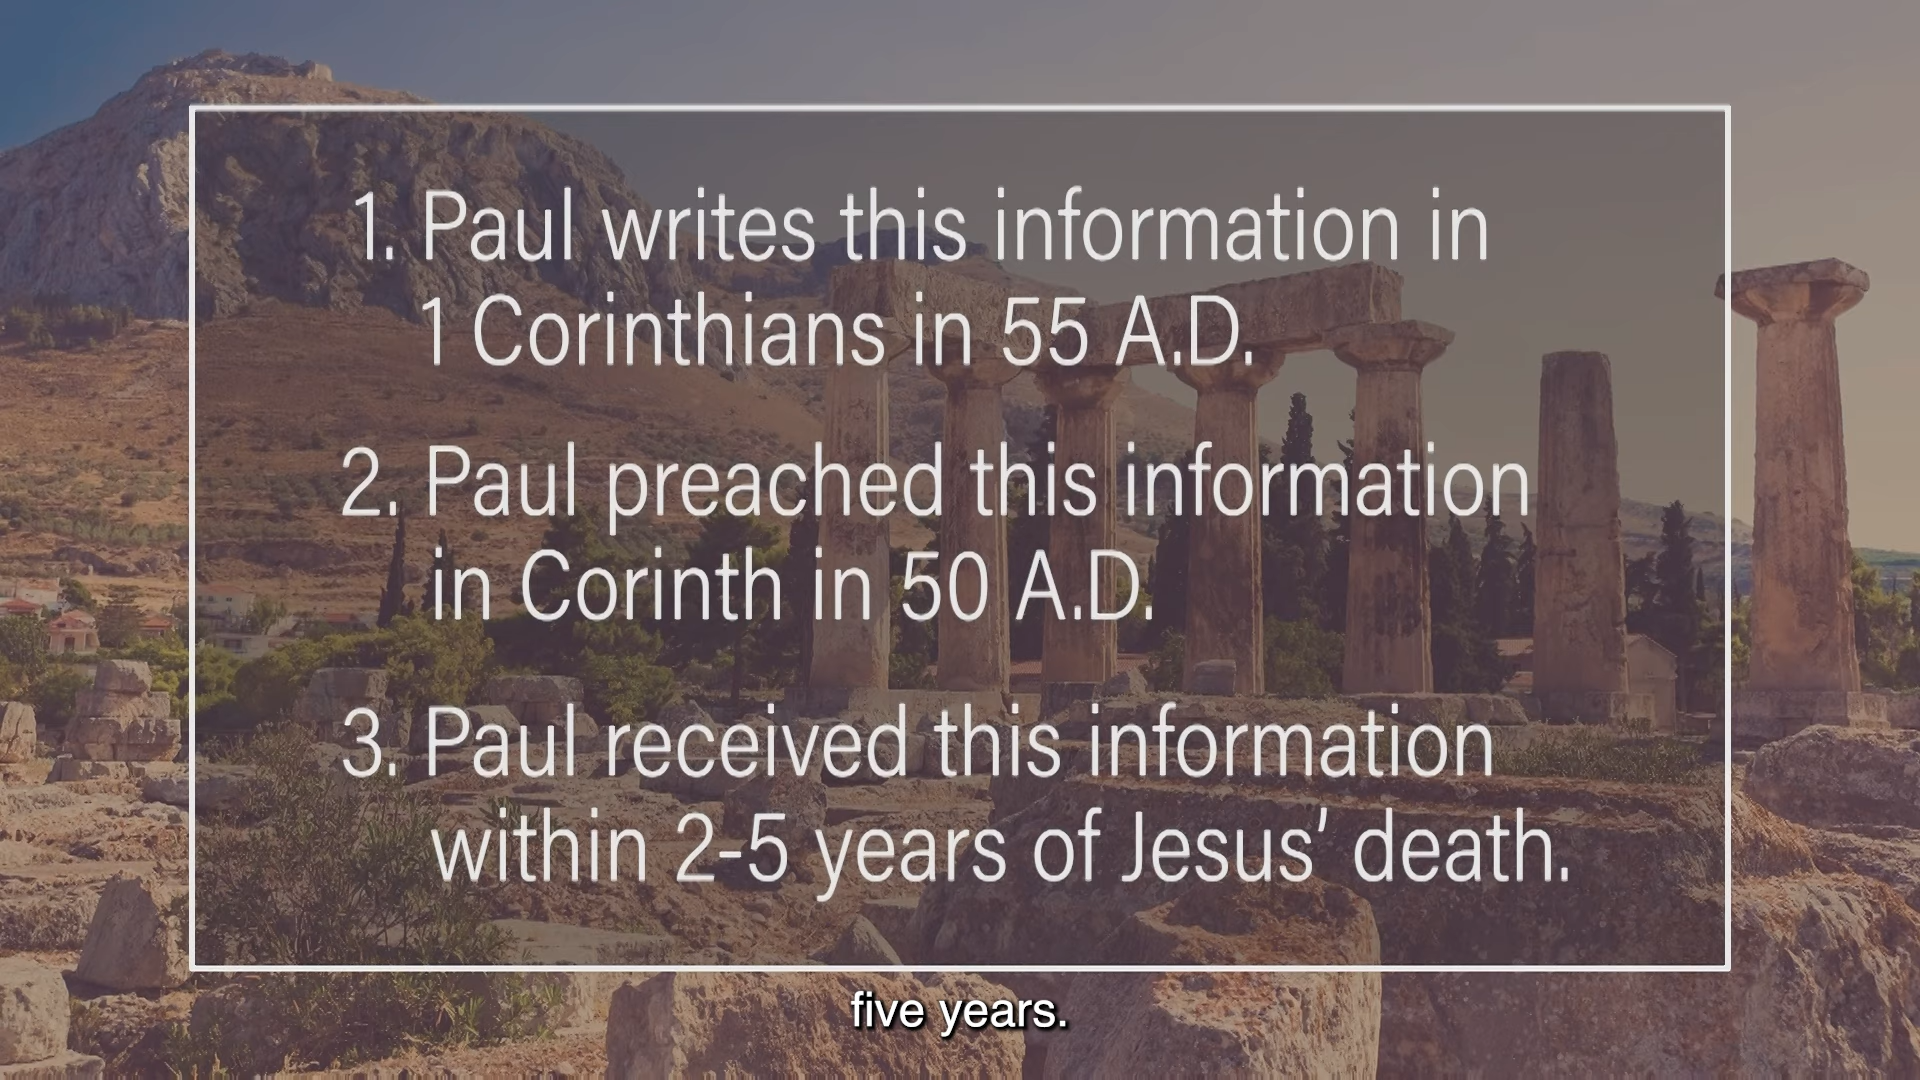 1. Paul writes this information in
1 Corinthians in 55 A.D.
2. Paul preached this information
in Corinth in 50 A.D.
3. Paul received this information
within 2-5 years of Jesus’ death.
five years.